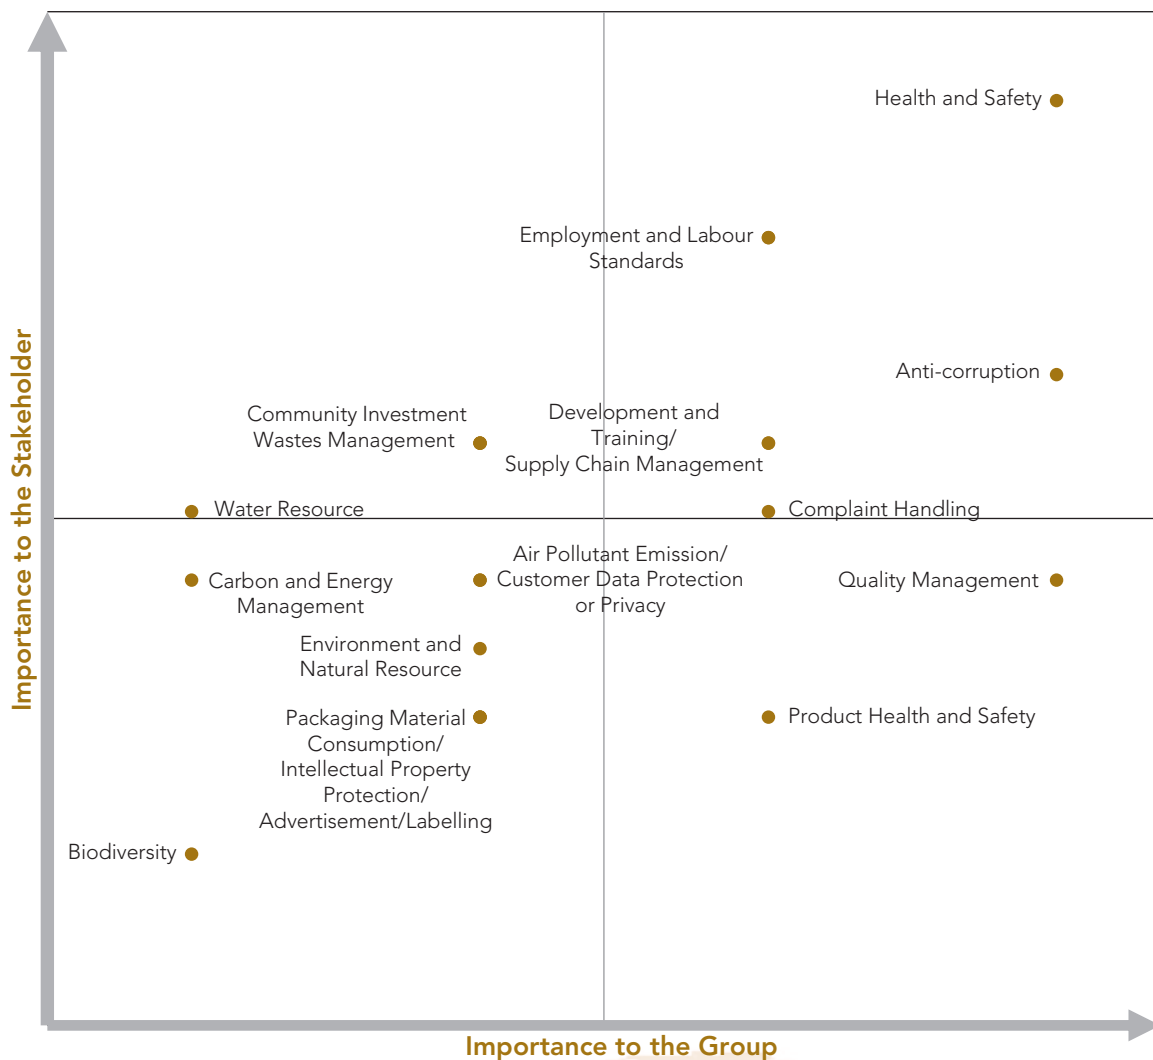 Health and Safety
Employment and Labour
Standards
Anti-corruption
Community Investment
Wastes Management
Development and
Training/
Supply Chain Management
Water Resource
Complaint Handling
Air Pollutant Emission/
Customer Data Protection
or Privacy
Carbon and Energy
Management
Quality Management
Environment and
Natural Resource
Packaging Material
Consumption/
Intellectual Property
Protection/
Advertisement/Labelling
Product Health and Safety
Biodiversity
Importance to the Stakeholder
Importance to the Group